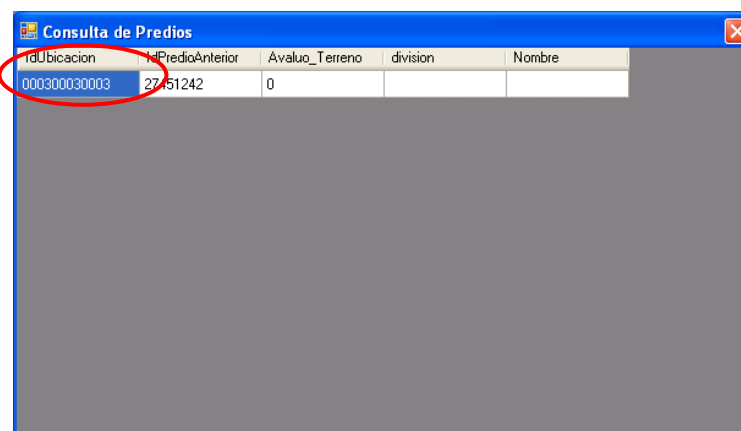 Consulta de Predios
IdUbicacion IdPredioAnterior Avaluo_Terreno division Nombre
000300030003 27451242 0